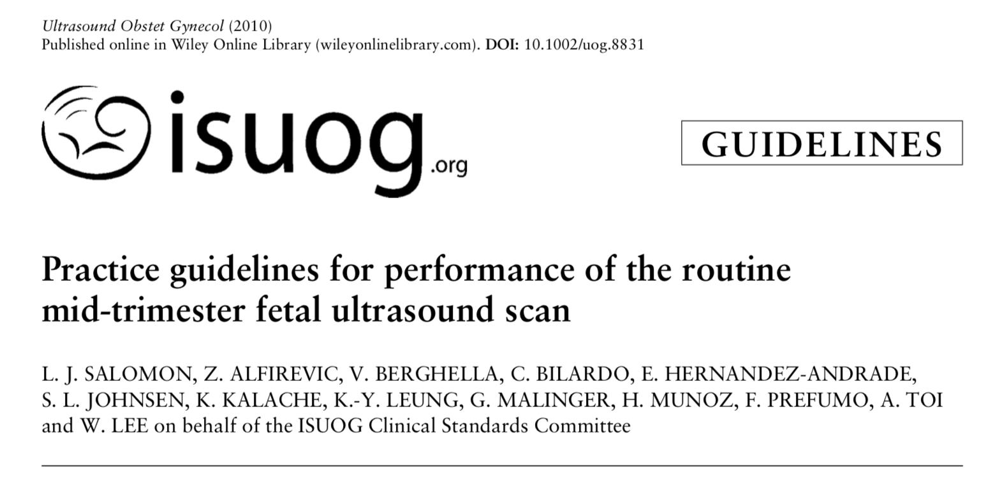 Ultrasound Obstet Gynecol (2010)
Published online in Wiley Online Library (wileyonlinelibrary.com). DOI: 10.1002/uog.8831
isuog.org
GUIDELINES
Practice guidelines for performance of the routine
mid-trimester fetal ultrasound scan
L. J. SALOMON, Z. ALFIREVIC, V. BERGHELLA, C. BILARDO, E. HERNANDEZ-ANDRADE,
S. L. JOHNSEN, K. KALACHE, K.-Y. LEUNG, G. MALINGER, H. MUNOZ, F. PREFUMO, A. TOI
and W. LEE on behalf of the ISUOG Clinical Standards Committee